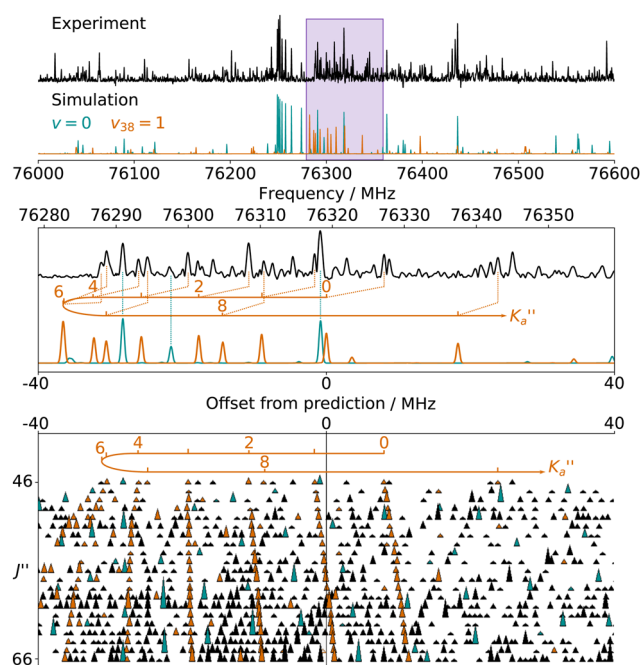 Experiment
Simulation
v = 0 v₃₈ = 1
76000 76100 76200 76300 76400 76500 76600
Frequency / MHz
76280 76290 76300 76310 76320 76330 76340 76350
6 4 2 0
8 Kₐ''
-40 0 40
Offset from prediction / MHz
-40 0 40
6 4 2 0
8 Kₐ''
46
J''
66